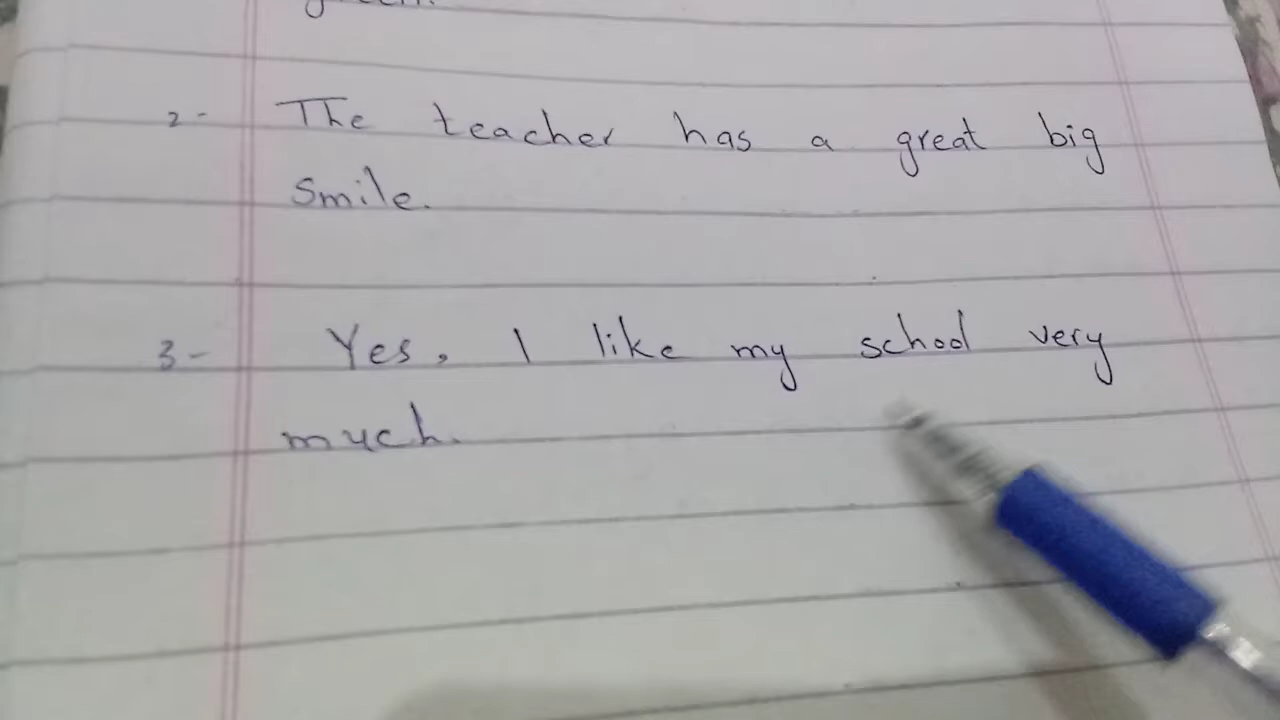 2- The teacher has a great big
Smile.
3- Yes, I like my school very
much.